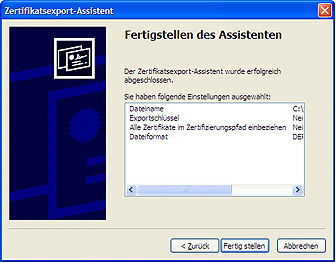 Zertifikatsexport-Assistent
Fertigstellen des Assistenten
Der Zertifikatsexport-Assistent wurde erfolgreich
abgeschlossen.
Sie haben folgende Einstellungen ausgewählt:
Dateiname C:\
Exportschlüssel Nei
Alle Zertifikate im Zertifizierungspfad einbeziehen Nei
Dateiformat DER
< Zurück Fertig stellen Abbrechen